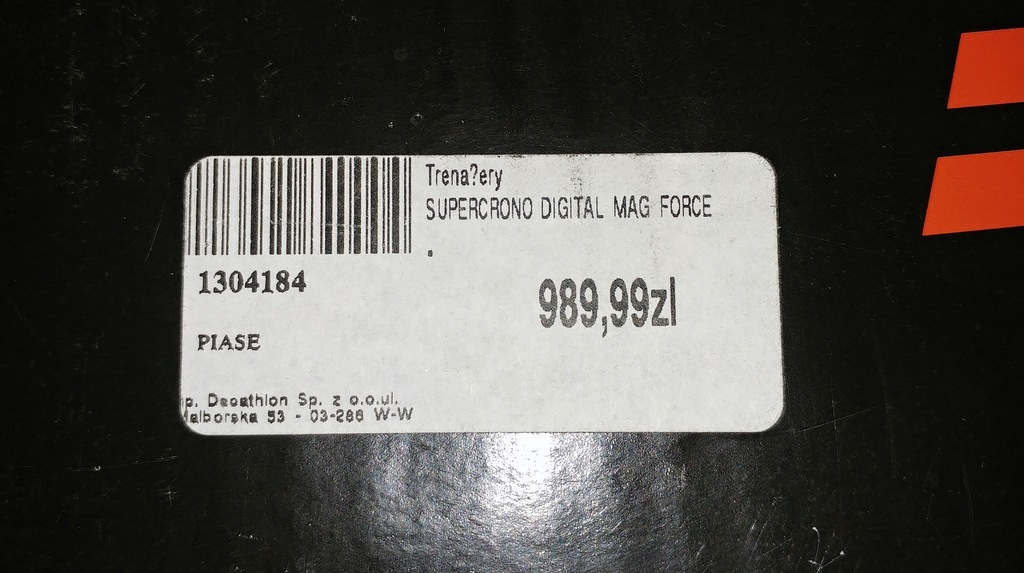 Trena?ery
SUPERCRONO DIGITAL MAG FORCE
.
1304184
989,99zl
PIASE
p. Decathlon Sp. z o.o.ul.
Malborska 53 - 03-286 W-W